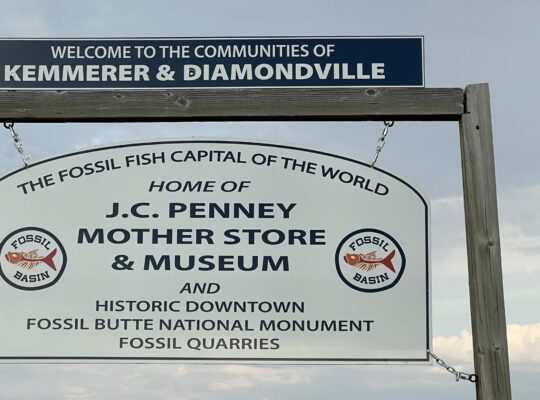 WELCOME TO THE COMMUNITIES OF
KEMMERER & DIAMONDVILLE
THE FOSSIL FISH CAPITAL OF THE WORLD
HOME OF
J.C. PENNEY
MOTHER STORE
& MUSEUM
FOSSIL
BASIN
FOSSIL
BASIN
AND
HISTORIC DOWNTOWN
FOSSIL BUTTE NATIONAL MONUMENT
FOSSIL QUARRIES